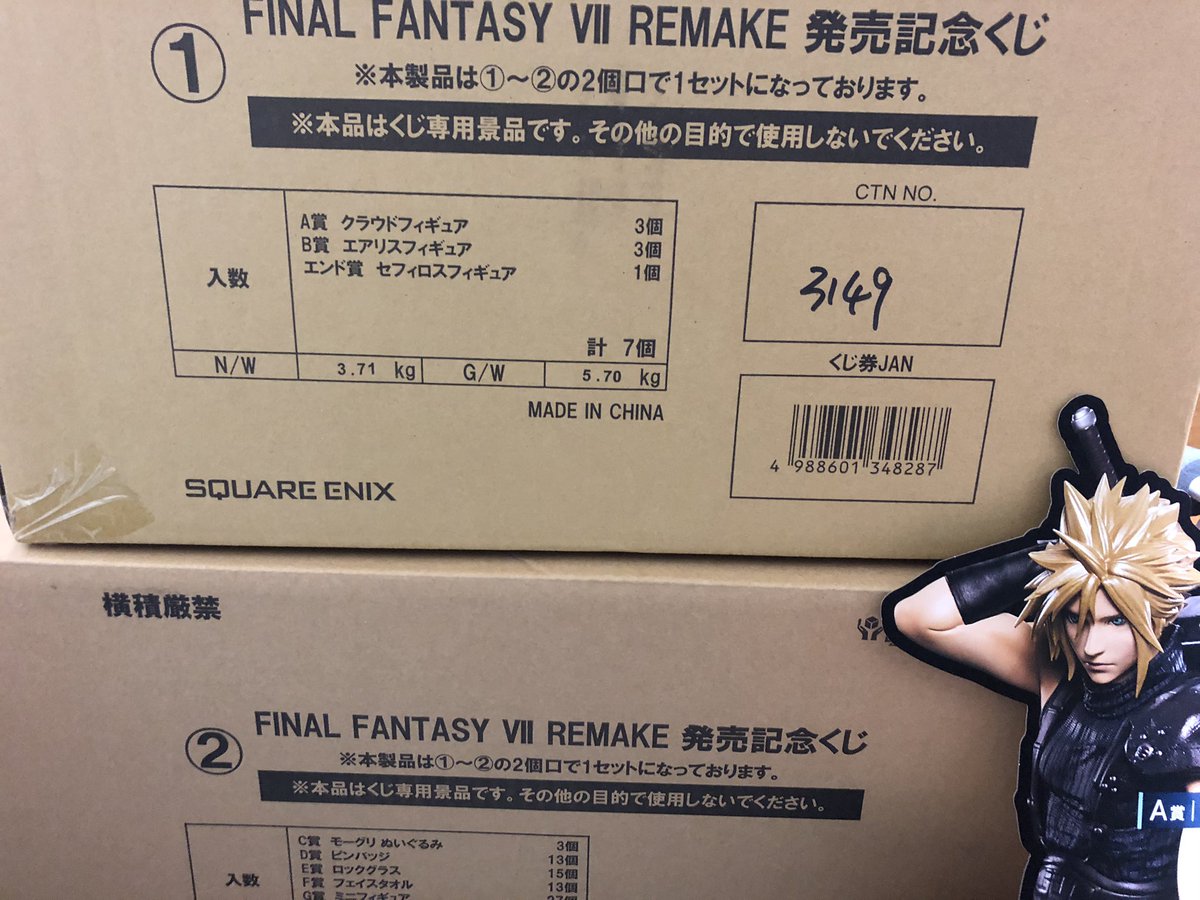 ① FINAL FANTASY VII REMAKE 発売記念くじ
※本製品は①〜②の2個口で1セットになっております。
※本品はくじ専用景品です。その他の目的で使用しないでください。
入数
A賞 クラウドフィギュア 3個
B賞 エアリスフィギュア 3個
エンド賞 セフィロスフィギュア 1個
計 7個
N/W 3.71 kg G/W 5.70 kg
MADE IN CHINA
CTN NO.
3149
くじ券JAN
4 988601 348287
SQUARE ENIX
横積厳禁
② FINAL FANTASY VII REMAKE 発売記念くじ
※本製品は①〜②の2個口で1セットになっております。
※本品はくじ専用景品です。その他の目的で使用しないでください。
入数
C賞 モーグリ ぬいぐるみ 3個
D賞 ピンバッジ 13個
E賞 ロックグラス 15個
F賞 フェイスタオル 13個
G賞 ミニフィギュア
A賞